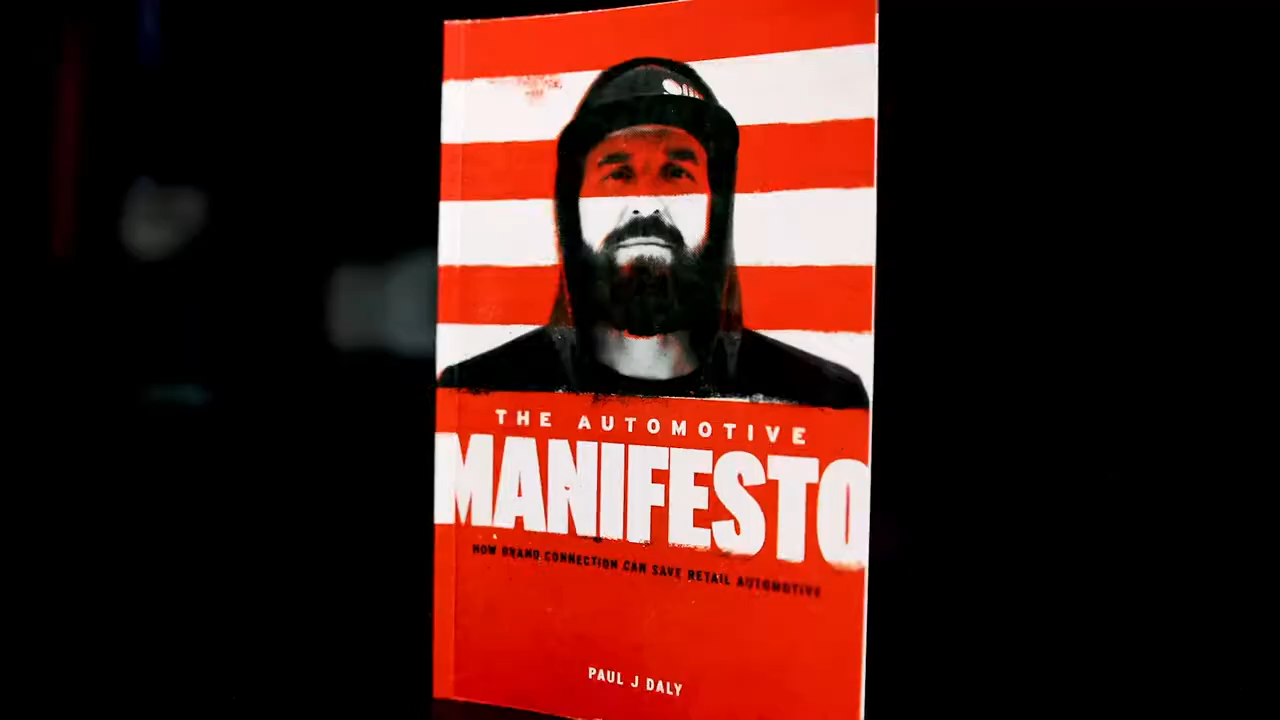 THE AUTOMOTIVE
MANIFESTO
HOW BRAND CONNECTION CAN SAVE RETAIL AUTOMOTIVE
PAUL J DALY